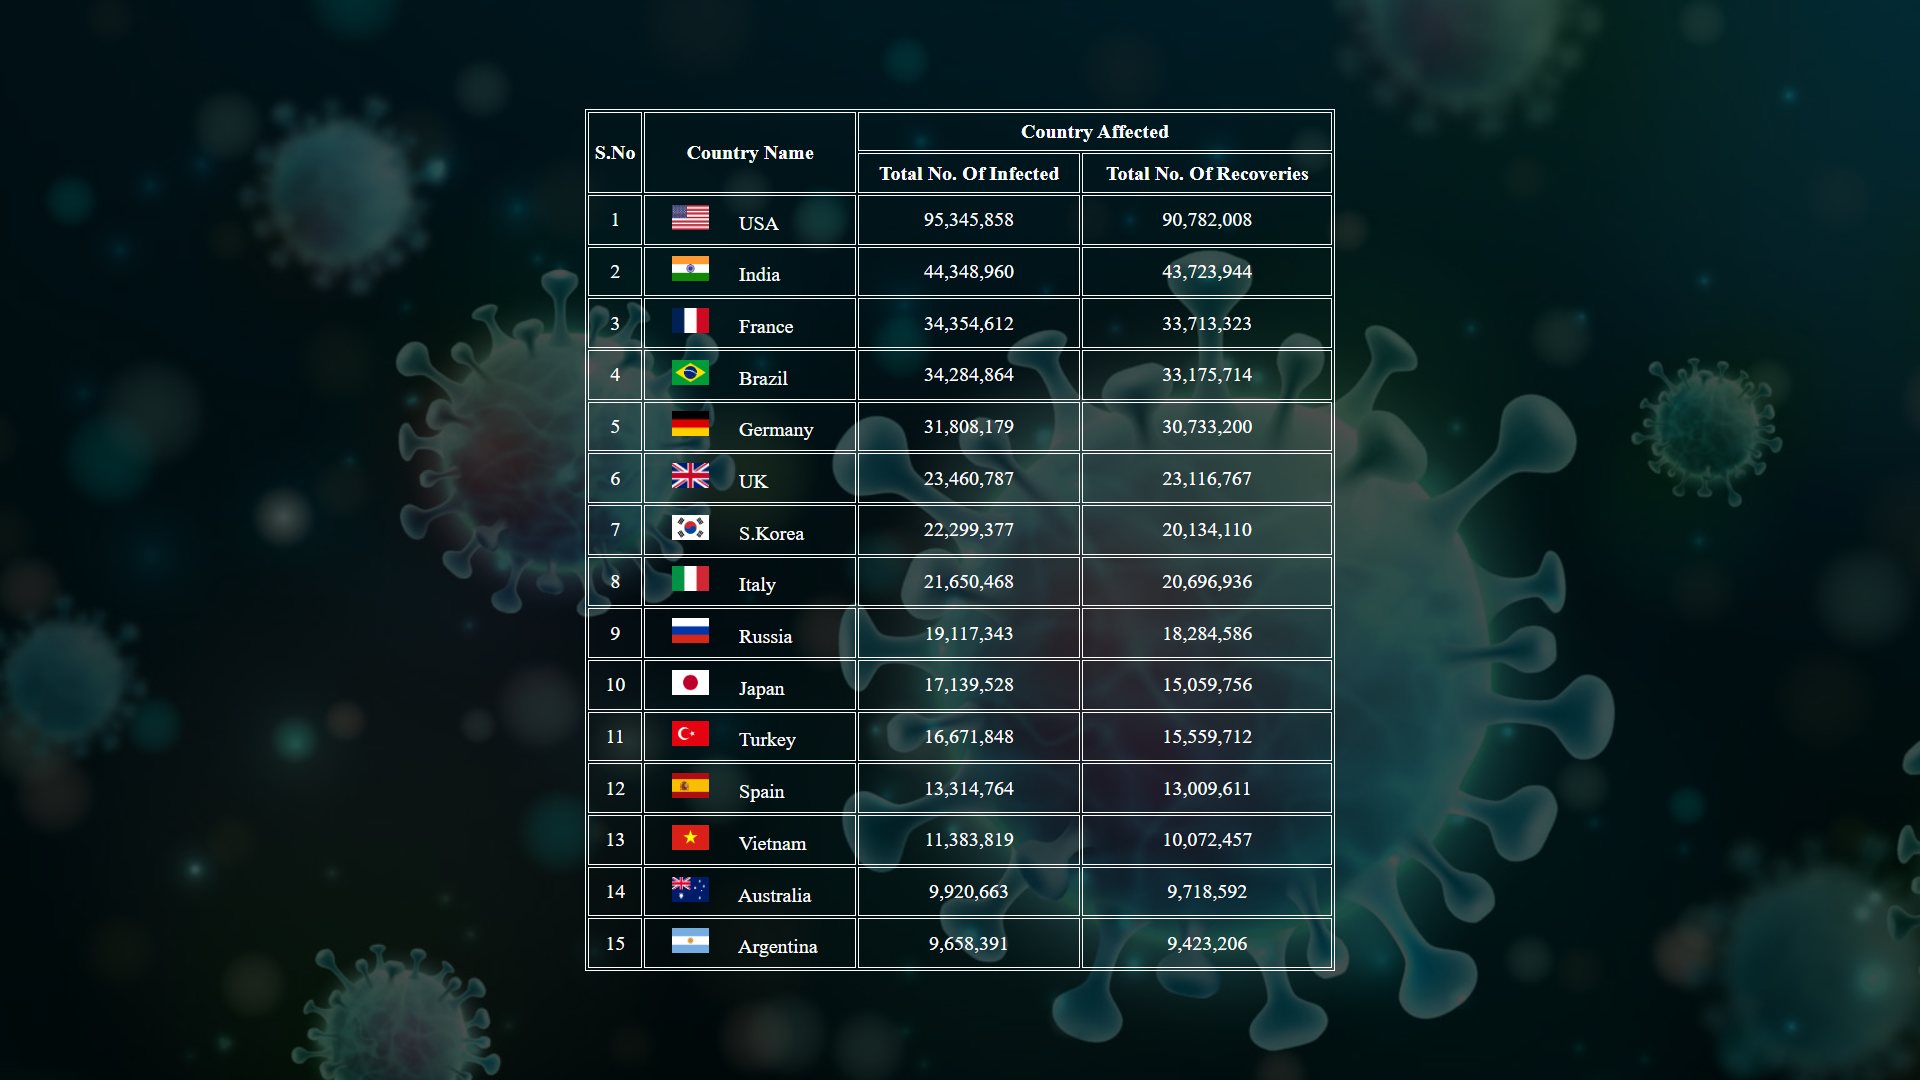 S.No Country Name Country Affected
Total No. Of Infected Total No. Of Recoveries
1 USA 95,345,858 90,782,008
2 India 44,348,960 43,723,944
3 France 34,354,612 33,713,323
4 Brazil 34,284,864 33,175,714
5 Germany 31,808,179 30,733,200
6 UK 23,460,787 23,116,767
7 S.Korea 22,299,377 20,134,110
8 Italy 21,650,468 20,696,936
9 Russia 19,117,343 18,284,586
10 Japan 17,139,528 15,059,756
11 Turkey 16,671,848 15,559,712
12 Spain 13,314,764 13,009,611
13 Vietnam 11,383,819 10,072,457
14 Australia 9,920,663 9,718,592
15 Argentina 9,658,391 9,423,206